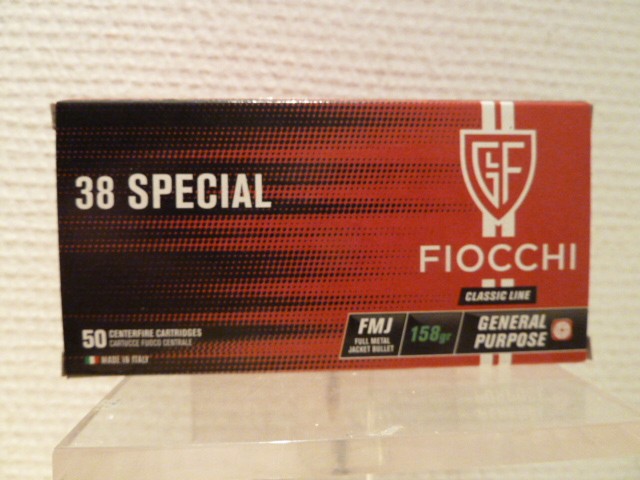 38 SPECIAL
GLF
FIOCCHI
CLASSIC LINE
50 CENTERFIRE CARTRIDGES
CARTUCCE FUOCO CENTRALE
MADE IN ITALY
FMJ
FULL METAL
JACKET BULLET
158gr
GENERAL
PURPOSE